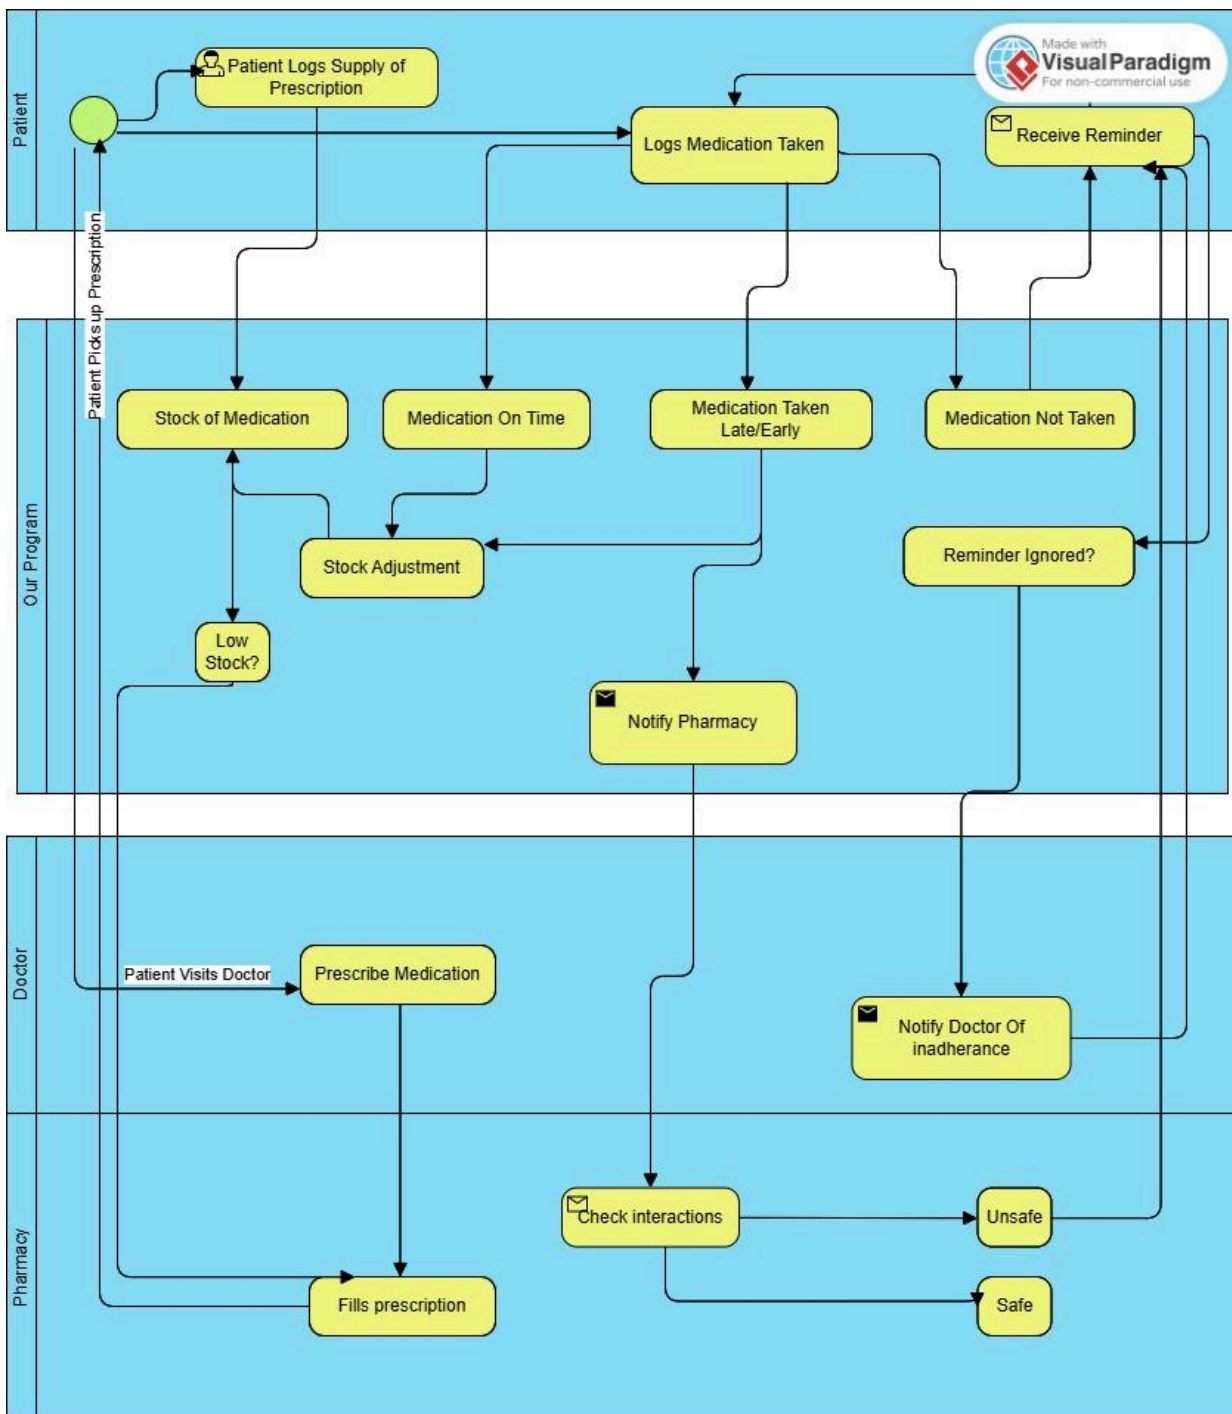 Patient
Patient Logs Supply of
Prescription
Made with
VisualParadigm
For non-commercial use
Logs Medication Taken
Receive Reminder
Patient Picks up Prescription
Our Program
Stock of Medication
Medication On Time
Medication Taken
Late/Early
Medication Not Taken
Stock Adjustment
Reminder Ignored?
Low
Stock?
Notify Pharmacy
Doctor
Patient Visits Doctor
Prescribe Medication
Notify Doctor Of
inadherance
Pharmacy
Check interactions
Unsafe
Fills prescription
Safe